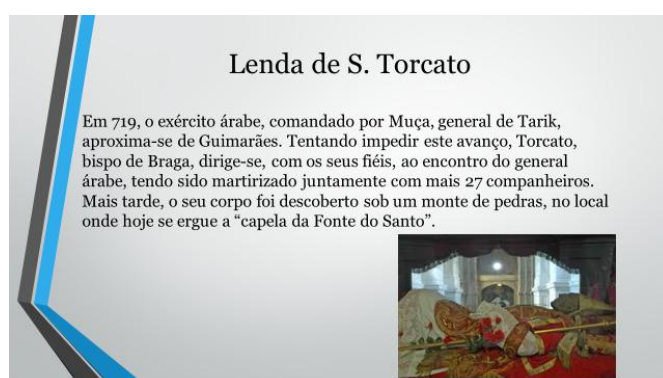 Lenda de S. Torcato
Em 719, o exército árabe, comandado por Muça, general de Tarik,
aproxima-se de Guimarães. Tentando impedir este avanço, Torcato,
bispo de Braga, dirige-se, com os seus fiéis, ao encontro do general
árabe, tendo sido martirizado juntamente com mais 27 companheiros.
Mais tarde, o seu corpo foi descoberto sob um monte de pedras, no local
onde hoje se ergue a “capela da Fonte do Santo”.